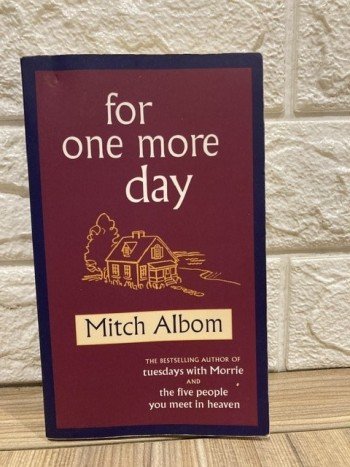 for
one more
day
Mitch Albom
THE BESTSELLING AUTHOR OF
tuesdays with Morrie
AND
the five people
you meet in heaven